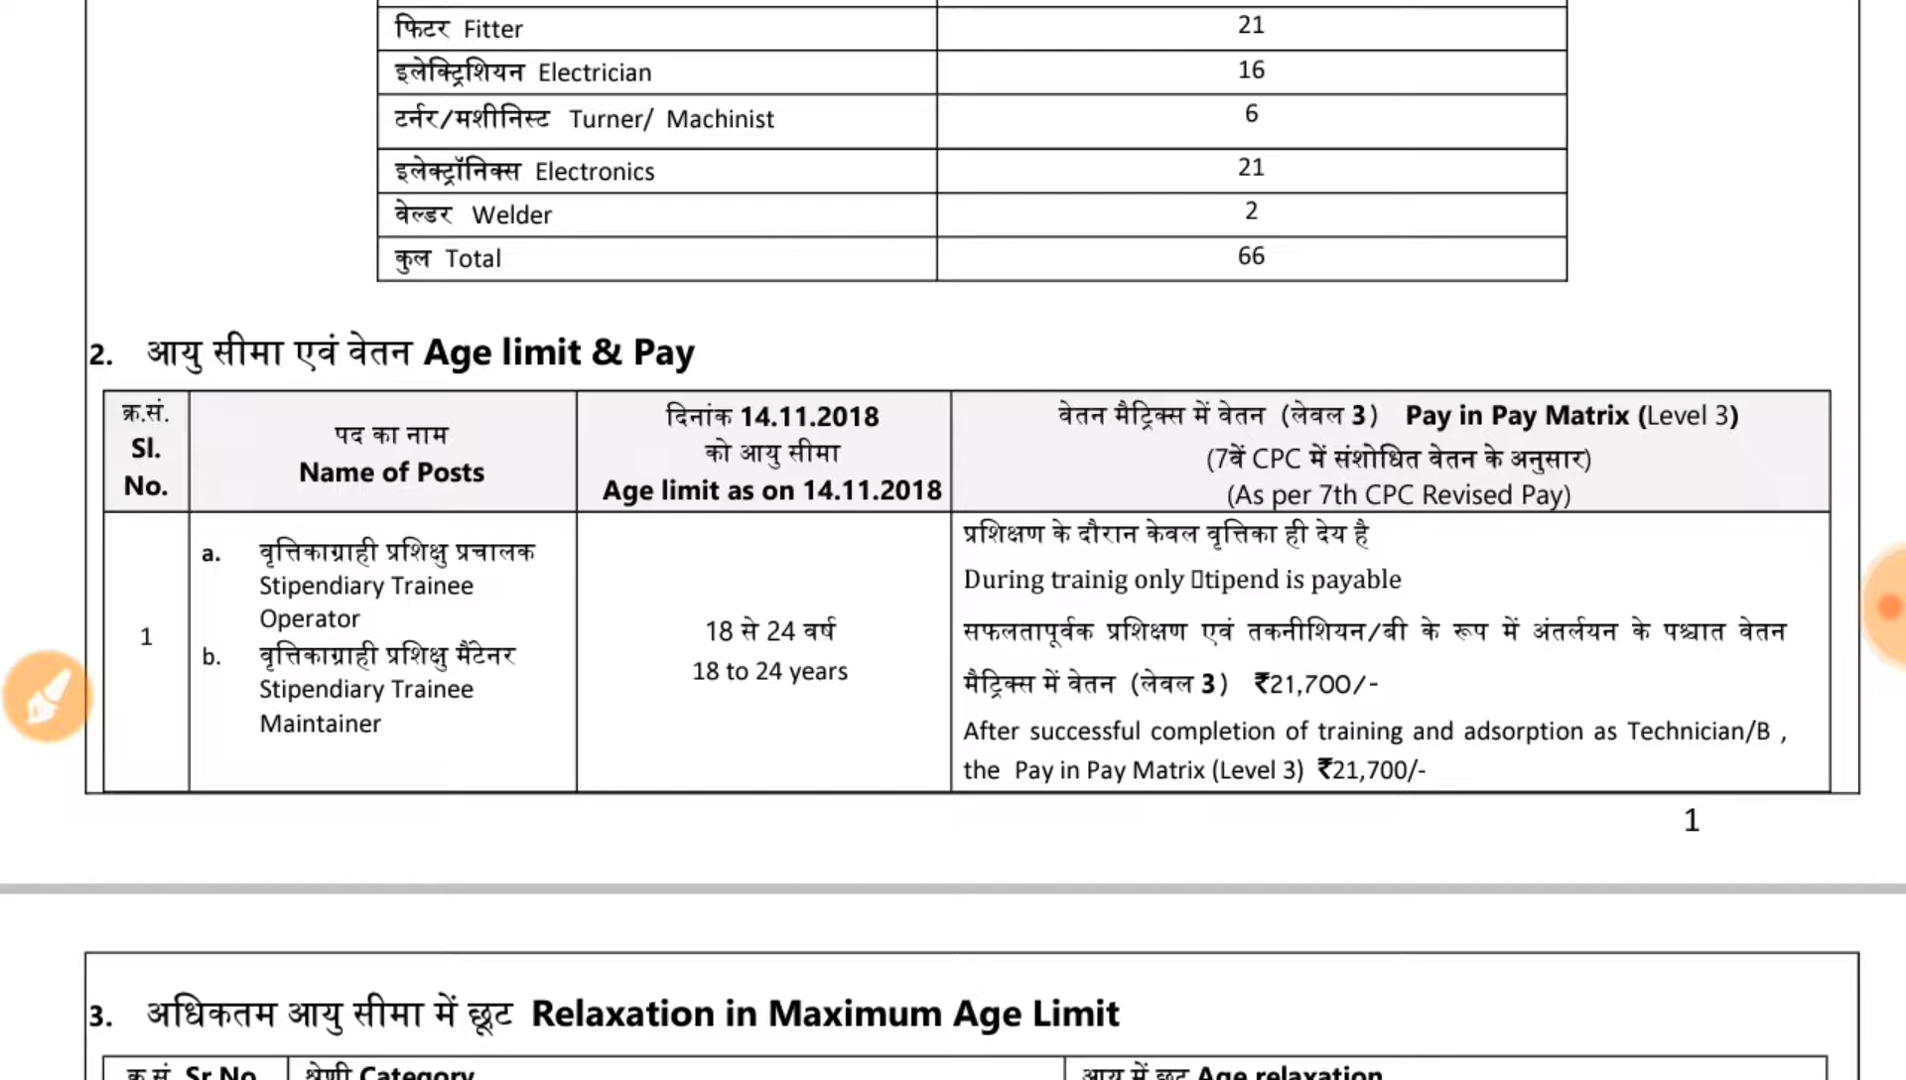 फिटर Fitter 21
इलेक्ट्रिशियन Electrician 16
टर्नर/मशीनिस्ट Turner/ Machinist 6
इलेक्ट्रॉनिक्स Electronics 21
वेल्डर Welder 2
कुल Total 66
2. आयु सीमा एवं वेतन Age limit & Pay
क्र.सं.
Sl.
No.
पद का नाम
Name of Posts
दिनांक 14.11.2018
को आयु सीमा
Age limit as on 14.11.2018
वेतन मैट्रिक्स में वेतन (लेवल 3) Pay in Pay Matrix (Level 3)
(7वें CPC में संशोधित वेतन के अनुसार)
(As per 7th CPC Revised Pay)
1
a. वृत्तिकाग्राही प्रशिक्षु प्रचालक
Stipendiary Trainee
Operator
b. वृत्तिकाग्राही प्रशिक्षु मैंटेनर
Stipendiary Trainee
Maintainer
18 से 24 वर्ष
18 to 24 years
प्रशिक्षण के दौरान केवल वृत्तिका ही देय है
During trainig only ▯tipend is payable
सफलतापूर्वक प्रशिक्षण एवं तकनीशियन/बी के रूप में अंतर्लयन के पश्चात वेतन
मैट्रिक्स में वेतन (लेवल 3) ₹21,700/-
After successful completion of training and adsorption as Technician/B ,
the Pay in Pay Matrix (Level 3) ₹21,700/-
1
3. अधिकतम आयु सीमा में छूट Relaxation in Maximum Age Limit
क्र.सं. Sr.No. श्रेणी Category आयु में छूट Age relaxation